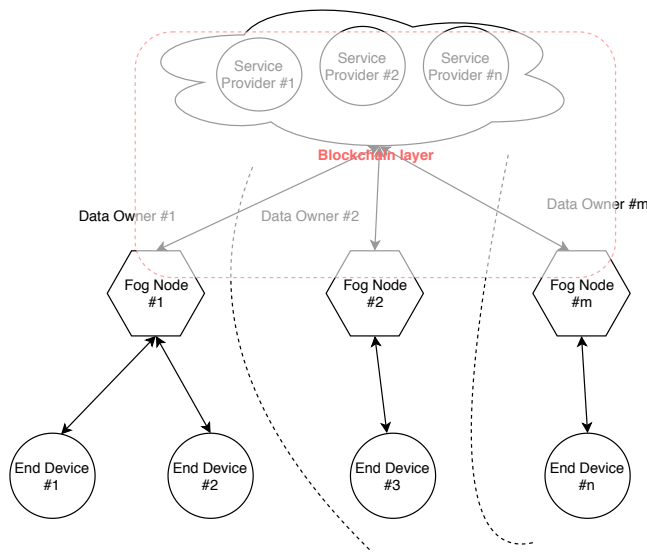 Service
Provider #1
Service
Provider #2
Service
Provider #n
Blockchain layer
Data Owner #1
Data Owner #2
Data Owner #m
Fog Node
#1
Fog Node
#2
Fog Node
#m
End Device
#1
End Device
#2
End Device
#3
End Device
#n